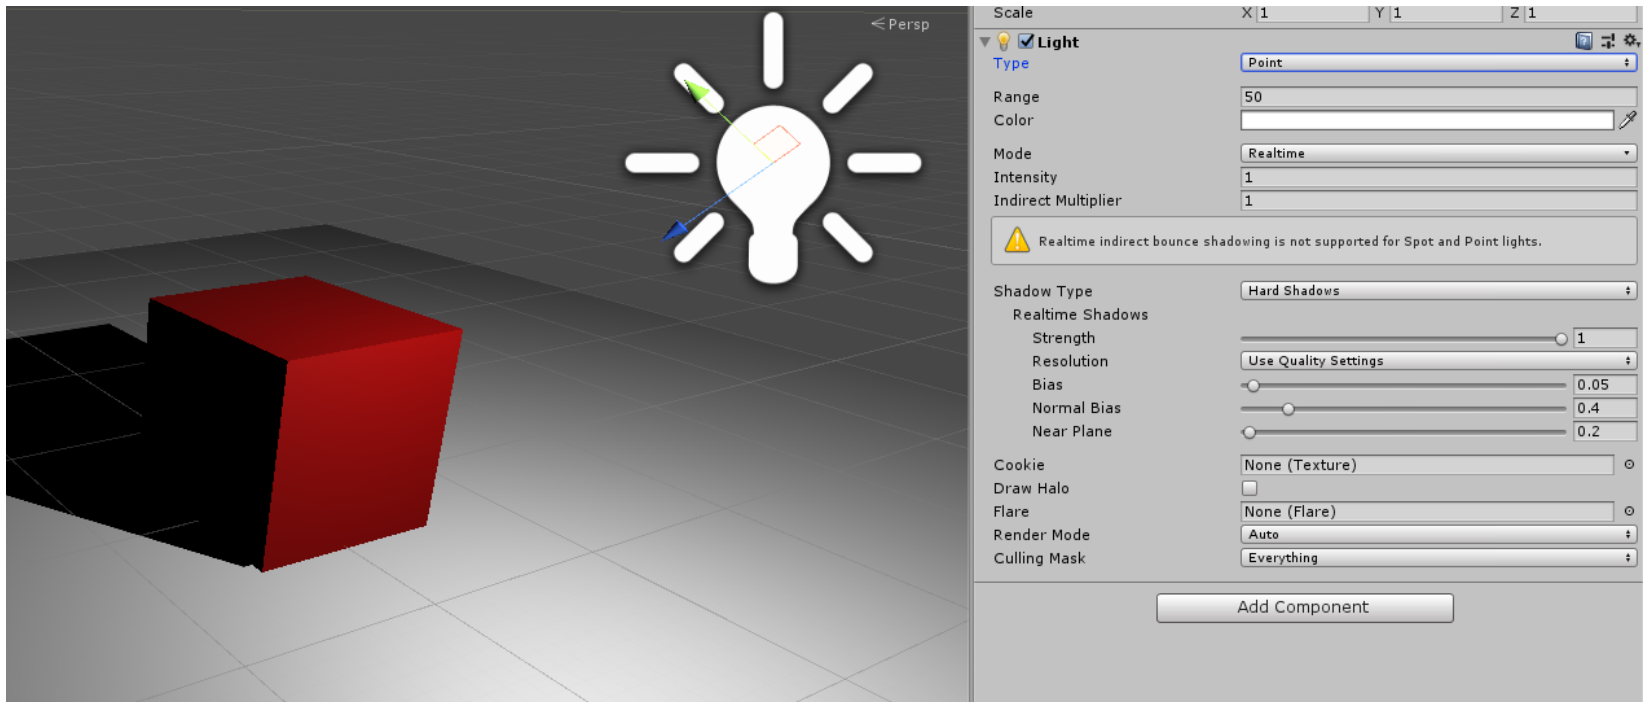 Persp
Scale X 1 Y 1 Z 1
Light
Type Point
Range 50
Color
Mode Realtime
Intensity 1
Indirect Multiplier 1
Realtime indirect bounce shadowing is not supported for Spot and Point lights.
Shadow Type Hard Shadows
Realtime Shadows
Strength 1
Resolution Use Quality Settings
Bias 0.05
Normal Bias 0.4
Near Plane 0.2
Cookie None (Texture)
Draw Halo
Flare None (Flare)
Render Mode Auto
Culling Mask Everything
Add Component